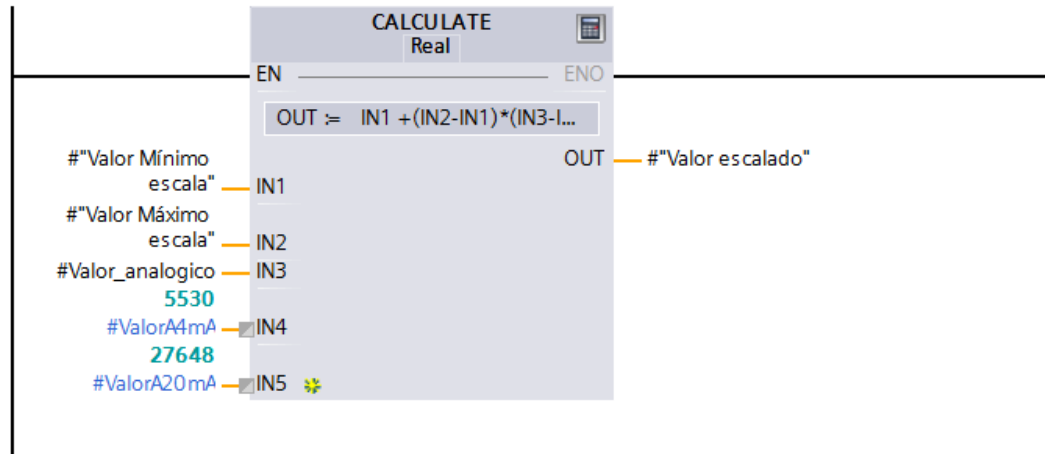 CALCULATE
Real
EN
ENO
OUT := IN1 +(IN2-IN1)*(IN3-I...
#"Valor Mínimo
escala"
IN1
OUT
#"Valor escalado"
#"Valor Máximo
escala"
IN2
#Valor_analogico
IN3
5530
#ValorA4mA
IN4
27648
#ValorA20mA
IN5